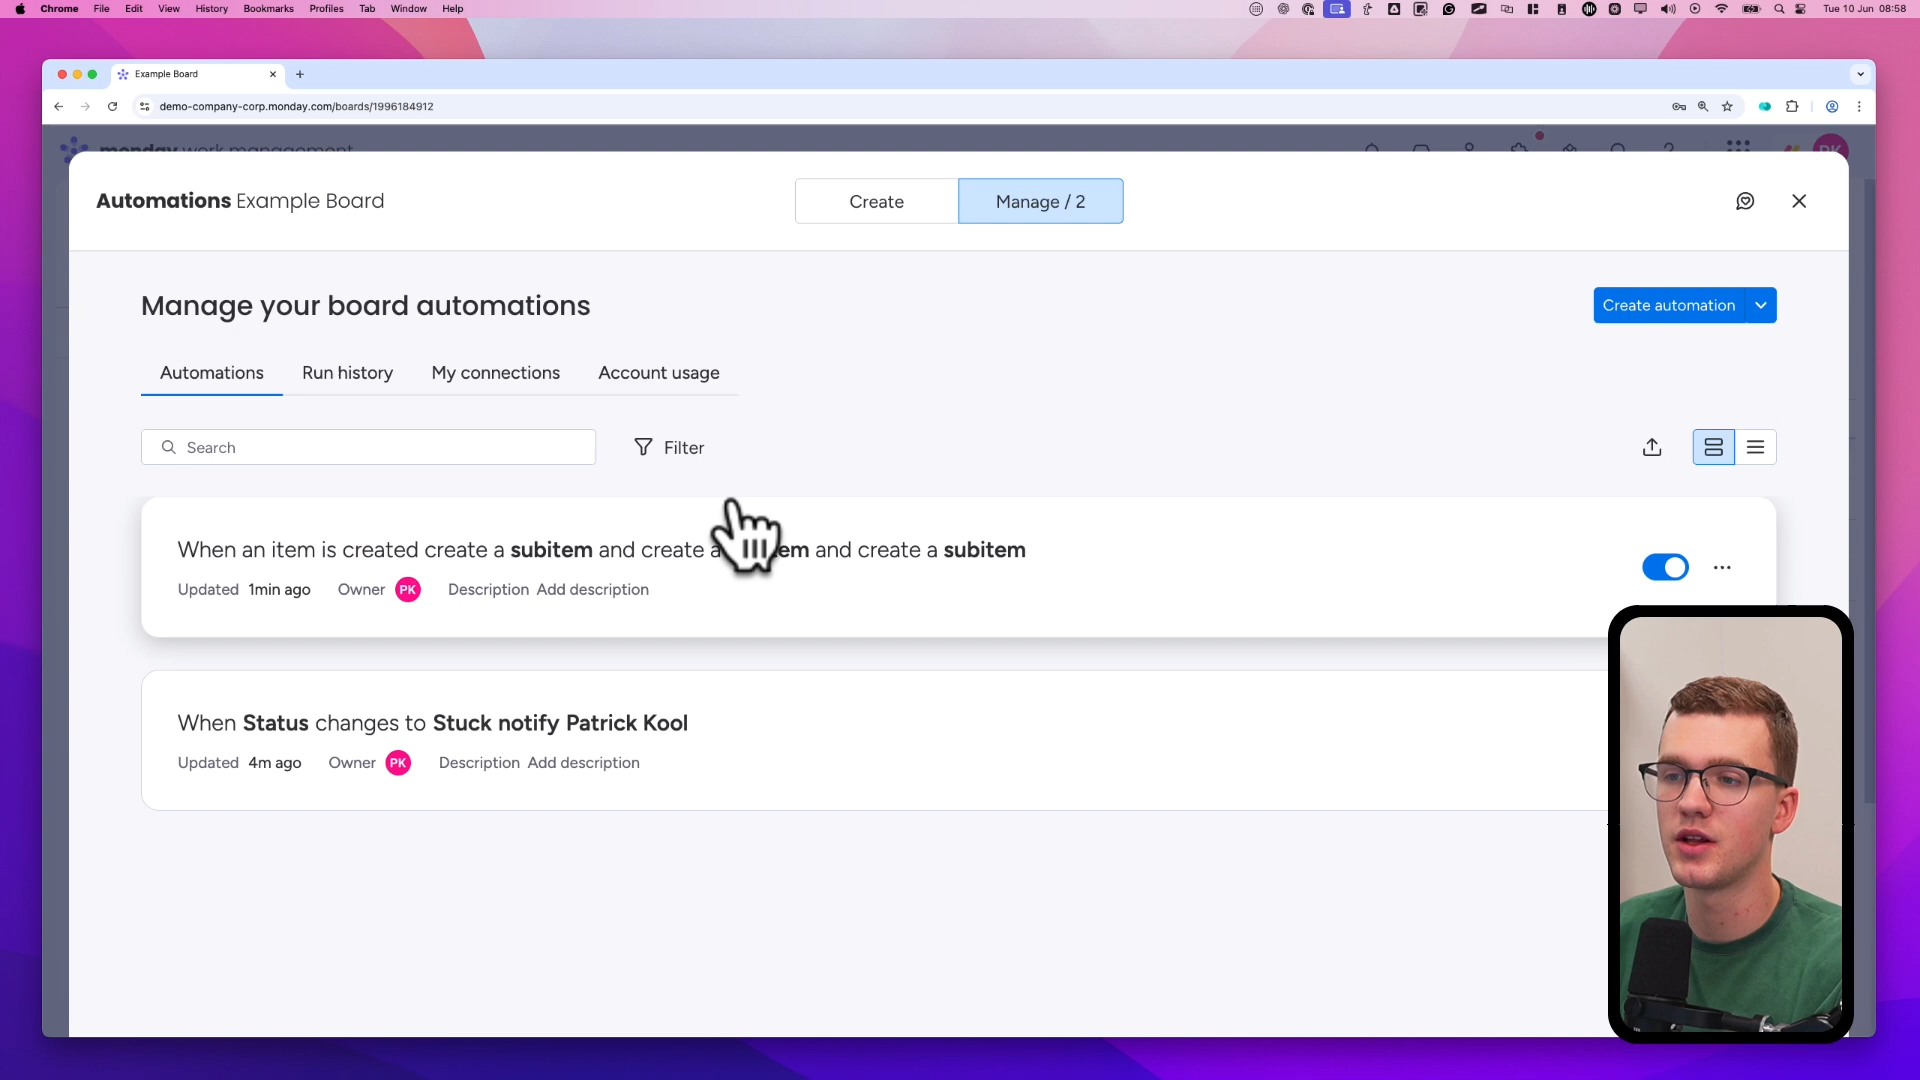 Chrome File Edit View History Bookmarks Profiles Tab Window Help Tue 10 Jun 08:58
Example Board
demo-company-corp.monday.com/boards/1996184912
monday work management PK
Automations Example Board Create Manage / 2
Manage your board automations Create automation
Automations Run history My connections Account usage
Search Filter
When an item is created create a subitem and create a and create a subitem
Updated 1min ago Owner PK Description Add description
When Status changes to Stuck notify Patrick Kool
Updated 4m ago Owner PK Description Add description